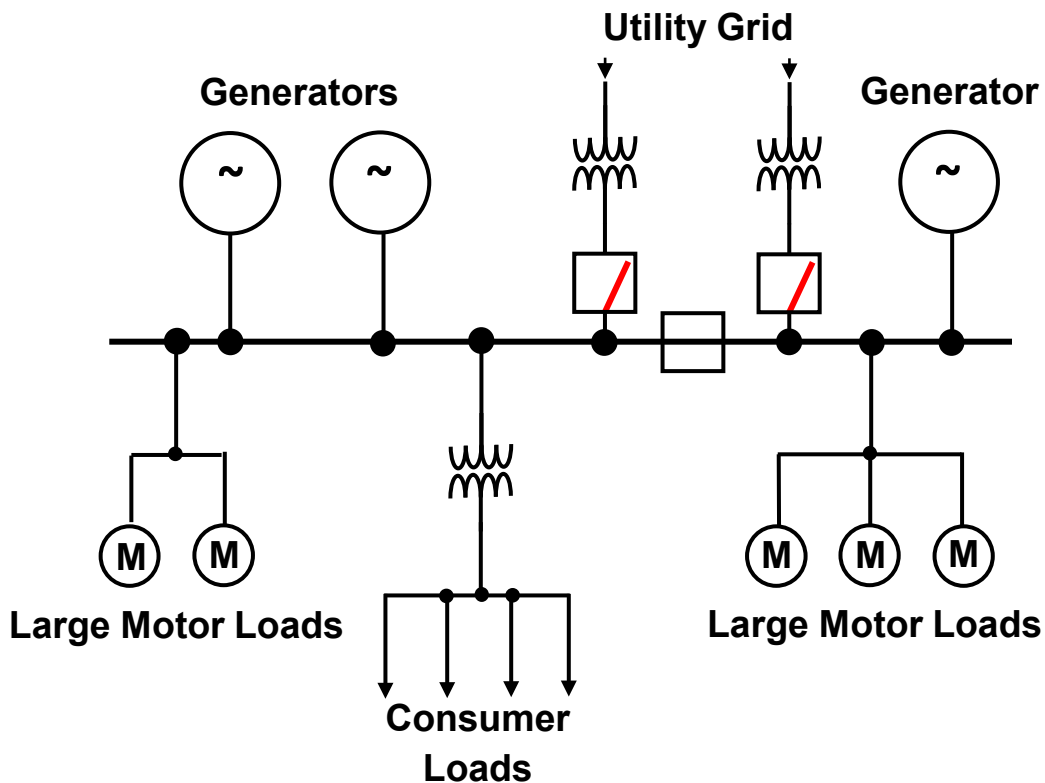 Utility Grid
Generators
Generator
~
~
~
M
M
M
M
M
Large Motor Loads
Large Motor Loads
Consumer
Loads